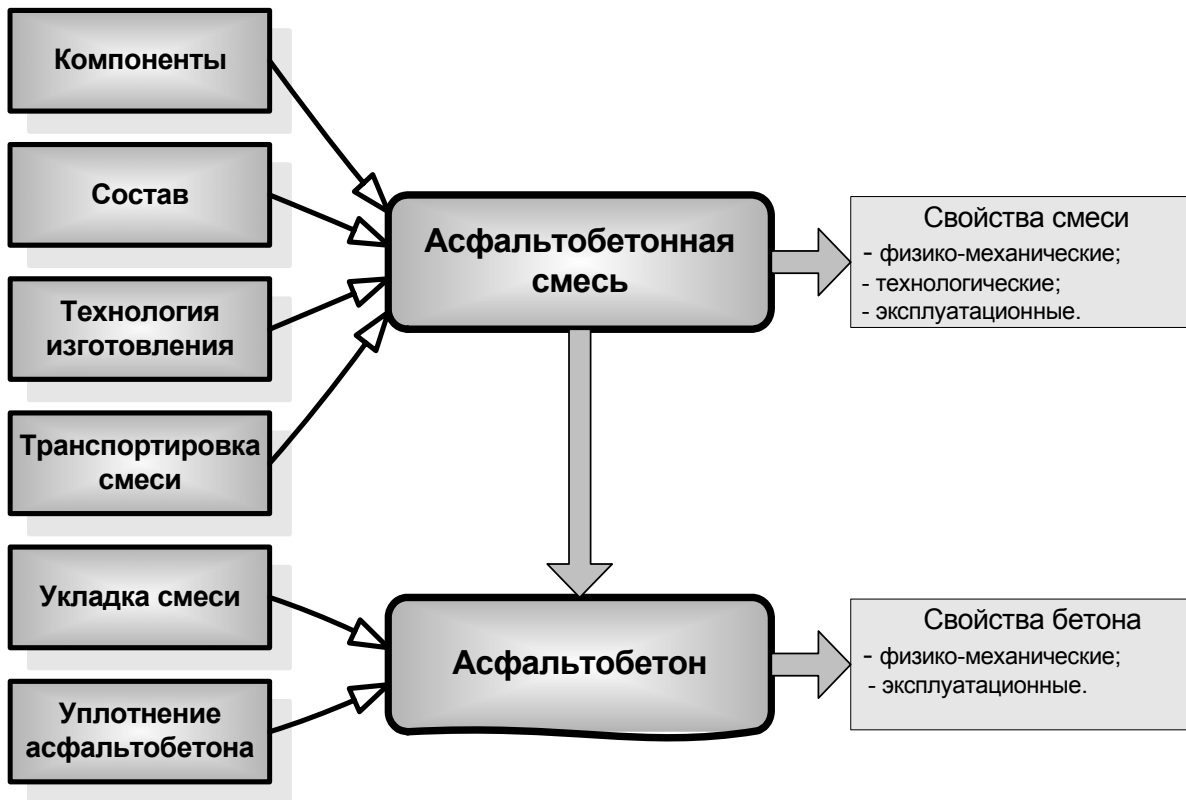 Компоненты
Состав
Технология
изготовления
Транспортировка
смеси
Укладка смеси
Уплотнение
асфальтобетона
Асфальтобетонная
смесь
Асфальтобетон
Свойства смеси
- физико-механические;
- технологические;
- эксплуатационные.
Свойства бетона
- физико-механические;
- эксплуатационные.